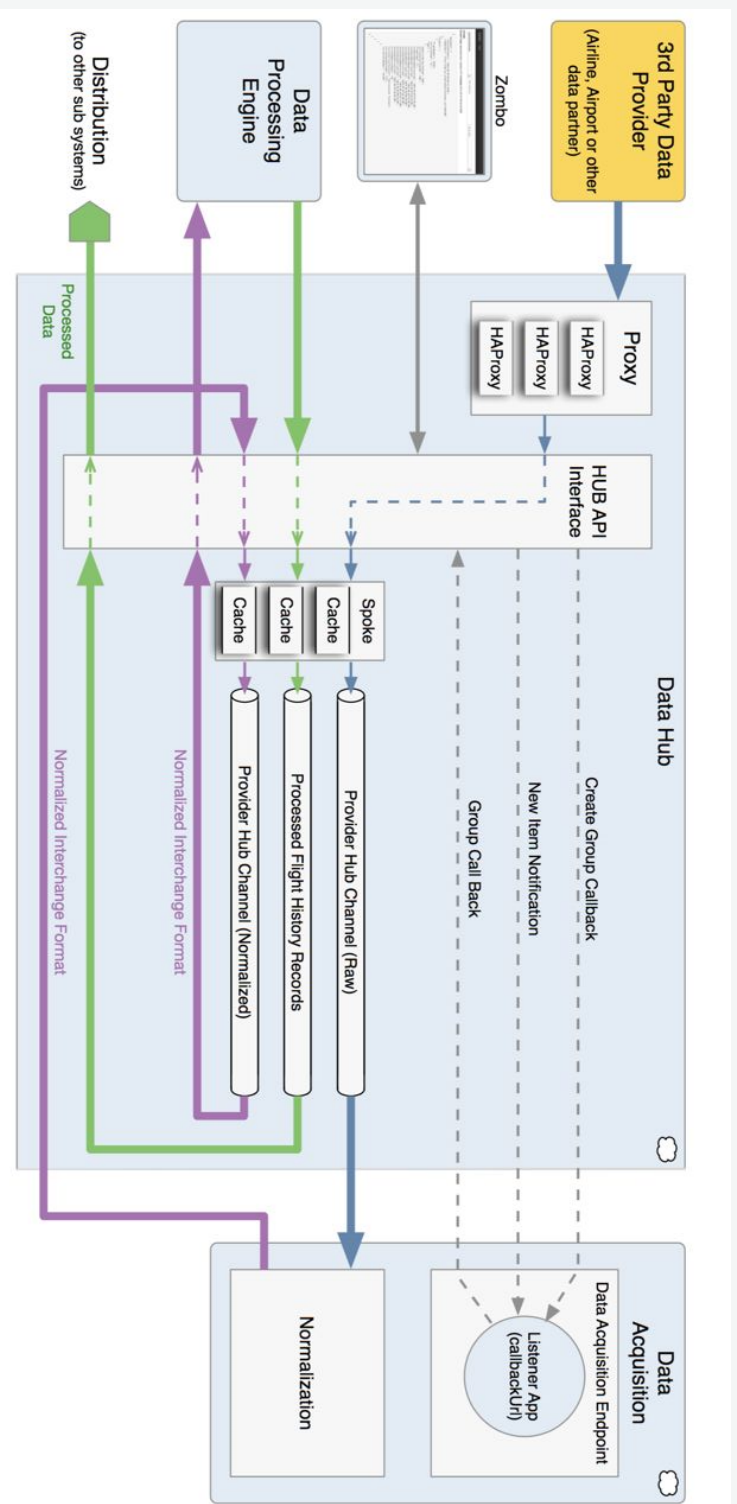 3rd Party Data
Provider
(Airline, Airport or other
data partner)
Zombo
Data
Processing
Engine
Distribution
(to other sub systems)
Data Hub
Proxy
HAProxy
HAProxy
HAProxy
HUB API
Interface
Create Group Callback
New Item Notification
Group Call Back
Spoke
Cache
Cache
Cache
Provider Hub Channel (Raw)
Processed Flight History Records
Provider Hub Channel (Normalized)
Normalized Interchange Format
Processed
Data
Normalized Interchange Format
Data
Acquisition
Data Acquisition Endpoint
Listener App
(callbackUrl)
Normalization